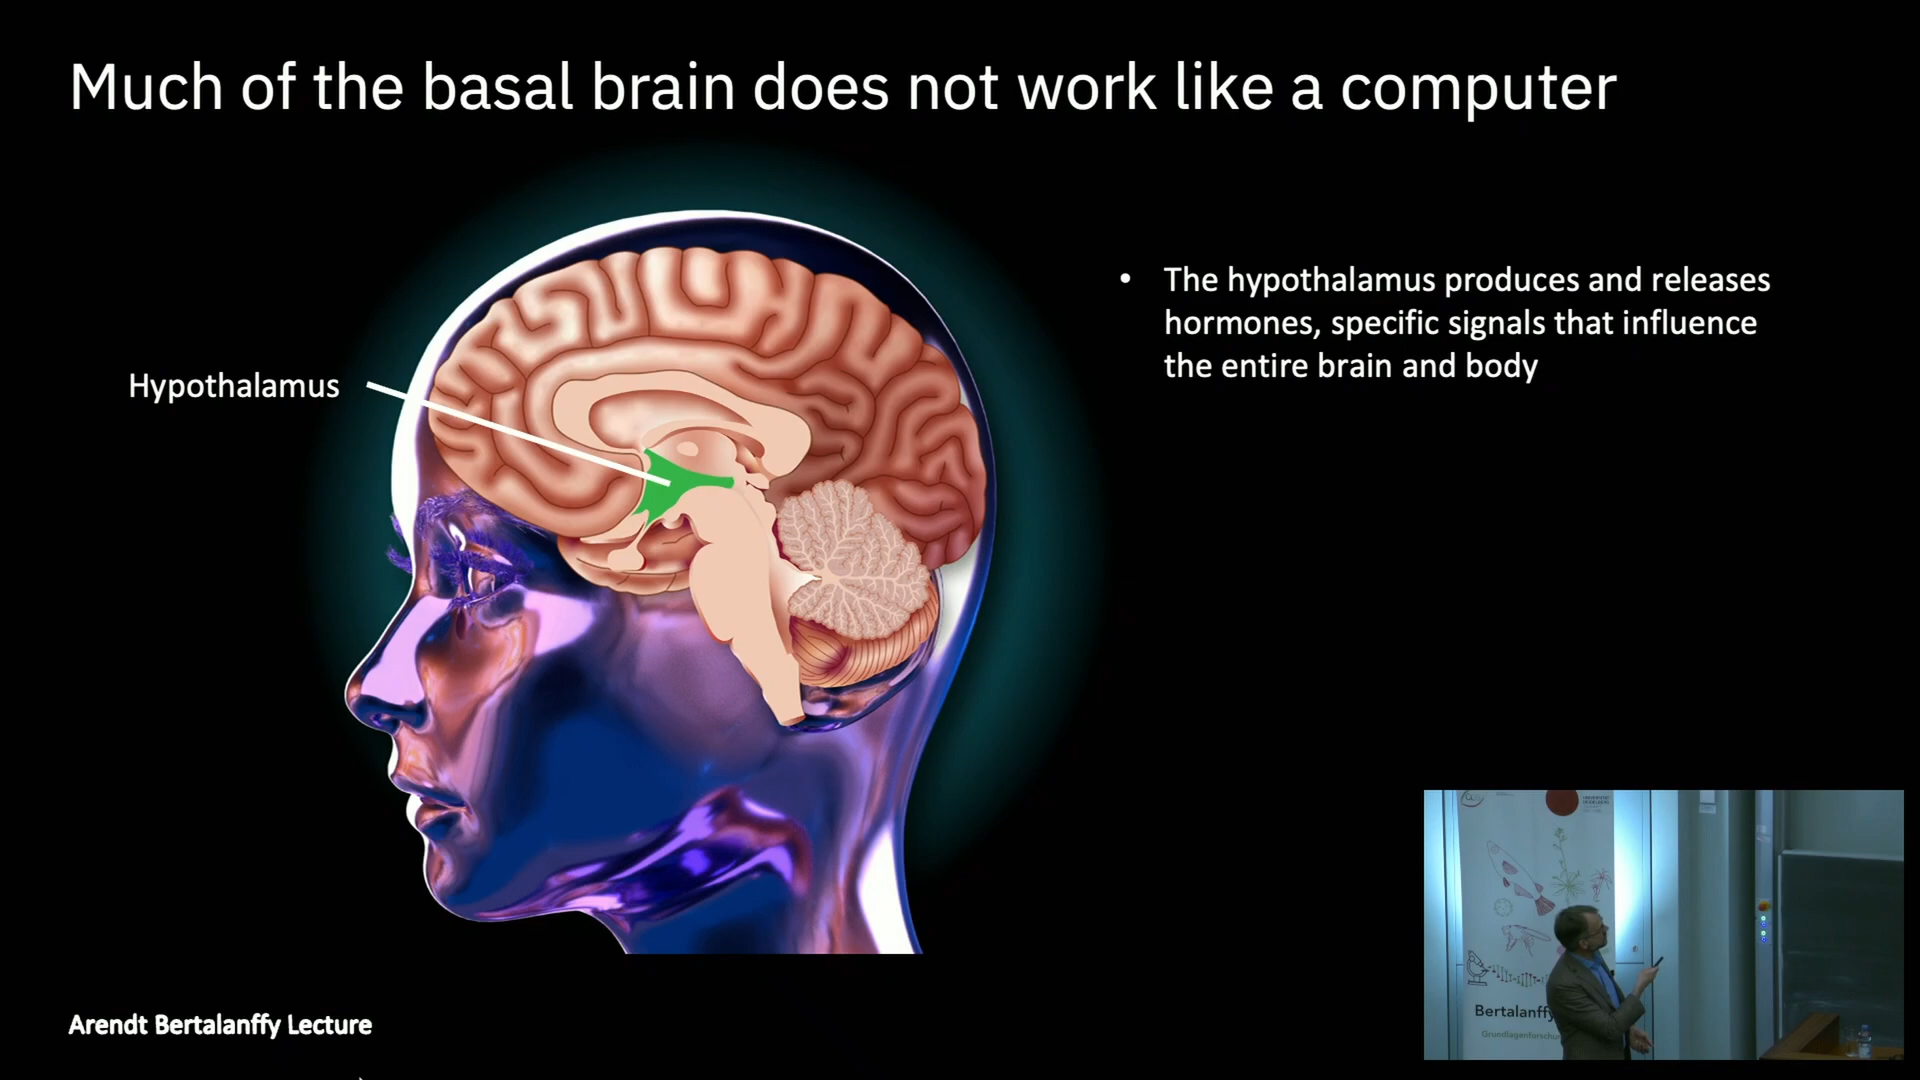 Much of the basal brain does not work like a computer
Hypothalamus
• The hypothalamus produces and releases
hormones, specific signals that influence
the entire brain and body
Arendt Bertalanffy Lecture
Bertalanffy